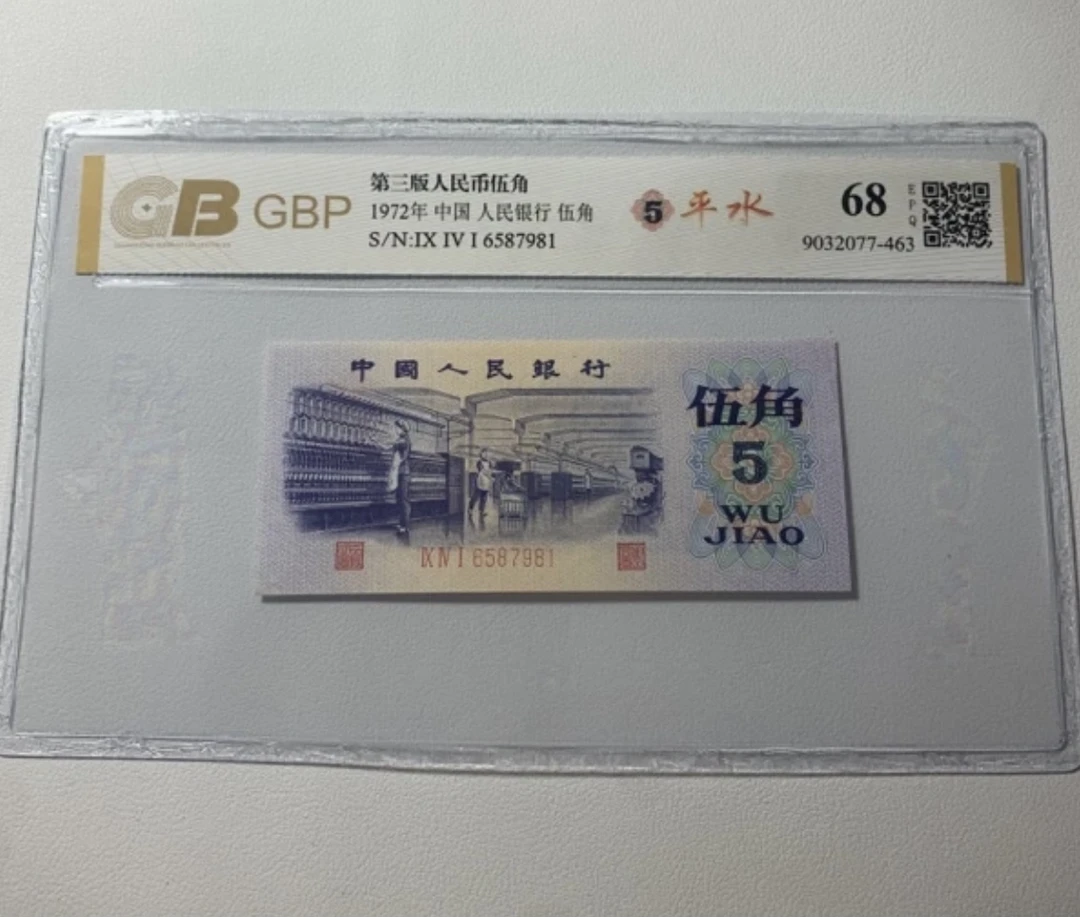 GB GBP
第三版人民币伍角
1972年 中国 人民银行 伍角
S/N:IX IV I 6587981
5 平水
68
EPQ
9032077-463
中國人民銀行
伍角
5
WU
JIAO
IX IV I 6587981